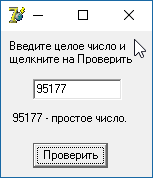 Введите целое число и
щелкните на Проверить
95177
95177 - простое число.
Проверить